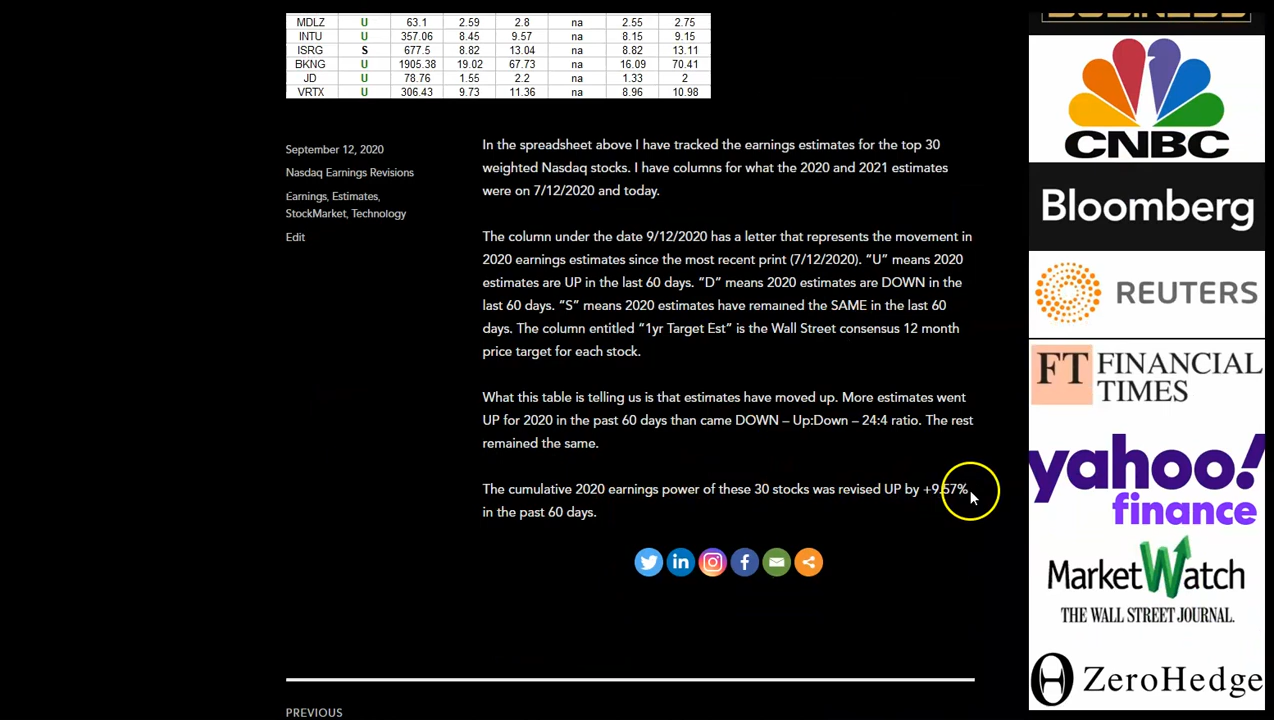 MDLZ U 63.1 2.59 2.8 na 2.55 2.75
INTU U 357.06 8.45 9.57 na 8.15 9.15
ISRG S 677.5 8.82 13.04 na 8.82 13.11
BKNG U 1905.38 19.02 67.73 na 16.09 70.41
JD U 78.76 1.55 2.2 na 1.33 2
VRTX U 306.43 9.73 11.36 na 8.96 10.98
September 12, 2020
Nasdaq Earnings Revisions
Earnings, Estimates,
StockMarket, Technology
Edit
In the spreadsheet above I have tracked the earnings estimates for the top 30
weighted Nasdaq stocks. I have columns for what the 2020 and 2021 estimates
were on 7/12/2020 and today.
The column under the date 9/12/2020 has a letter that represents the movement in
2020 earnings estimates since the most recent print (7/12/2020). “U” means 2020
estimates are UP in the last 60 days. “D” means 2020 estimates are DOWN in the
last 60 days. “S” means 2020 estimates have remained the SAME in the last 60
days. The column entitled “1yr Target Est” is the Wall Street consensus 12 month
price target for each stock.
What this table is telling us is that estimates have moved up. More estimates went
UP for 2020 in the past 60 days than came DOWN – Up:Down – 24:4 ratio. The rest
remained the same.
The cumulative 2020 earnings power of these 30 stocks was revised UP by +9.57%
in the past 60 days.
PREVIOUS
CNBC
Bloomberg
REUTERS
FT FINANCIAL
TIMES
yahoo!
finance
MarketWatch
THE WALL STREET JOURNAL.
ZeroHedge